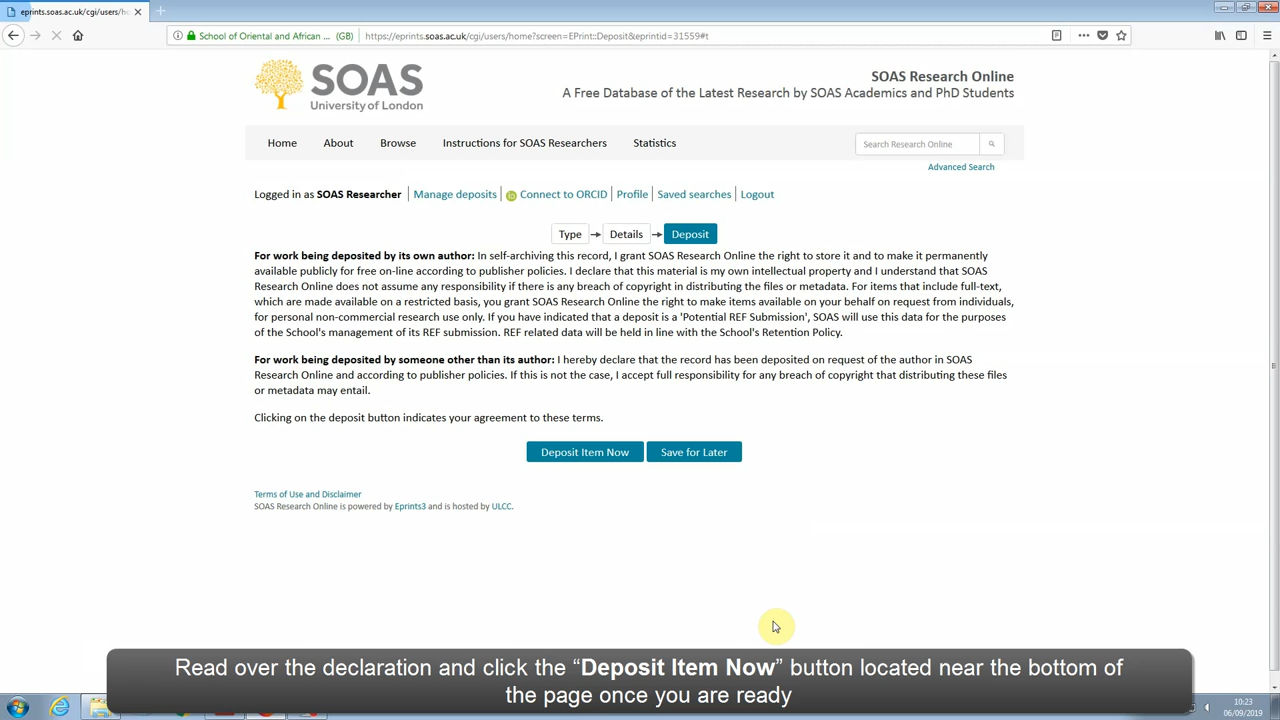 eprints.soas.ac.uk/cgi/users/ho
School of Oriental and African ... (GB)
https://eprints.soas.ac.uk/cgi/users/home?screen=EPrint::Deposit&eprintid=31559#t
SOAS
University of London
SOAS Research Online
A Free Database of the Latest Research by SOAS Academics and PhD Students
Home About Browse Instructions for SOAS Researchers Statistics
Search Research Online
Advanced Search
Logged in as SOAS Researcher Manage deposits Connect to ORCID Profile Saved searches Logout
Type Details Deposit
For work being deposited by its own author: In self-archiving this record, I grant SOAS Research Online the right to store it and to make it permanently
available publicly for free on-line according to publisher policies. I declare that this material is my own intellectual property and I understand that SOAS
Research Online does not assume any responsibility if there is any breach of copyright in distributing the files or metadata. For items that include full-text,
which are made available on a restricted basis, you grant SOAS Research Online the right to make items available on your behalf on request from individuals,
for personal non-commercial research use only. If you have indicated that a deposit is a 'Potential REF Submission', SOAS will use this data for the purposes
of the School's management of its REF submission. REF related data will be held in line with the School's Retention Policy.
For work being deposited by someone other than its author: I hereby declare that the record has been deposited on request of the author in SOAS
Research Online and according to publisher policies. If this is not the case, I accept full responsibility for any breach of copyright that distributing these files
or metadata may entail.
Clicking on the deposit button indicates your agreement to these terms.
Deposit Item Now Save for Later
Terms of Use and Disclaimer
SOAS Research Online is powered by Eprints3 and is hosted by ULCC.
Read over the declaration and click the “Deposit Item Now” button located near the bottom of
the page once you are ready
10:23
06/09/2019